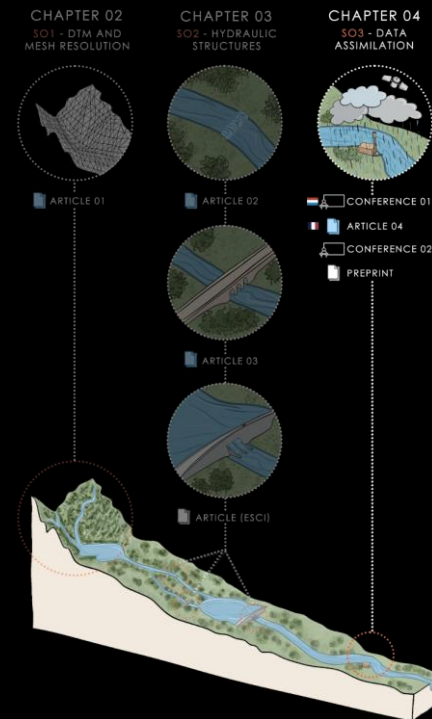 CHAPTER 02
SO1 - DTM AND
MESH RESOLUTION
ARTICLE 01
CHAPTER 03
SO2 - HYDRAULIC
STRUCTURES
ARTICLE 02
ARTICLE 03
ARTICLE (ESCI)
CHAPTER 04
SO3 - DATA
ASSIMILATION
CONFERENCE 01
ARTICLE 04
CONFERENCE 02
PREPRINT